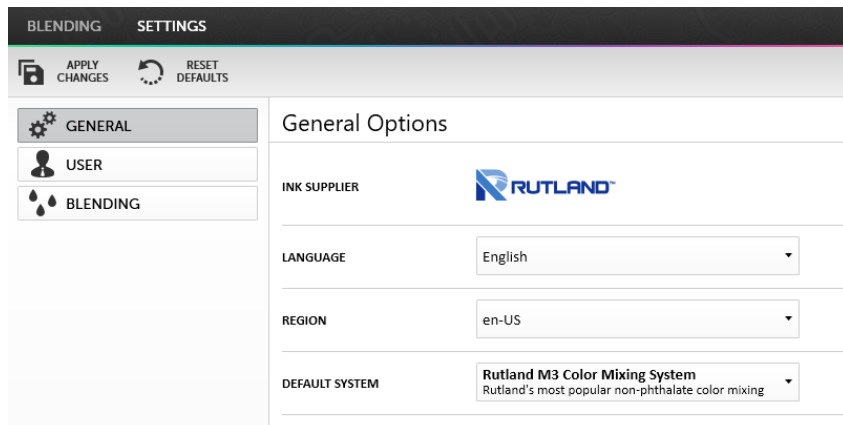 BLENDING SETTINGS
APPLY CHANGES
RESET DEFAULTS
GENERAL
USER
BLENDING
General Options
INK SUPPLIER
RUTLAND™
LANGUAGE
English
REGION
en-US
DEFAULT SYSTEM
Rutland M3 Color Mixing System
Rutland's most popular non-phthalate color mixing